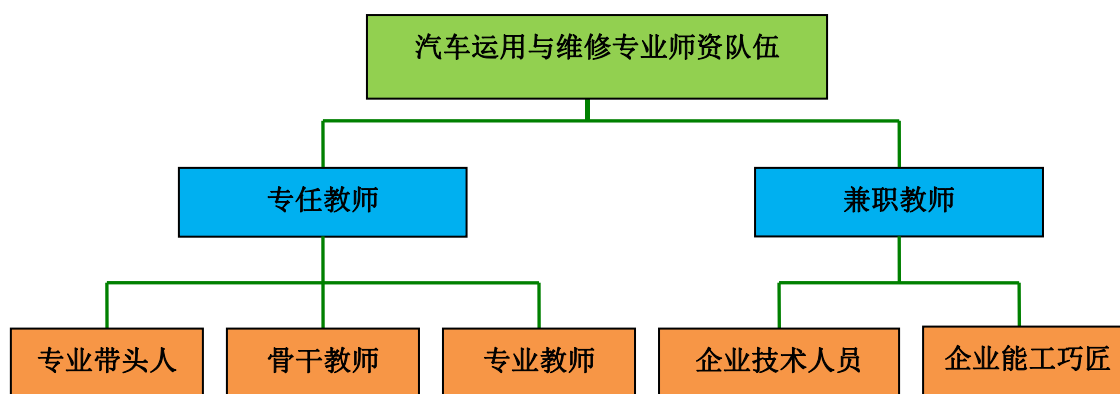 汽车运用与维修专业师资队伍
专任教师
兼职教师
专业带头人
骨干教师
专业教师
企业技术人员
企业能工巧匠